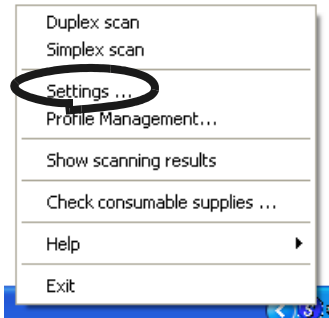 Duplex scan
Simplex scan
Settings ...
Profile Management...
Show scanning results
Check consumable supplies ...
Help
Exit